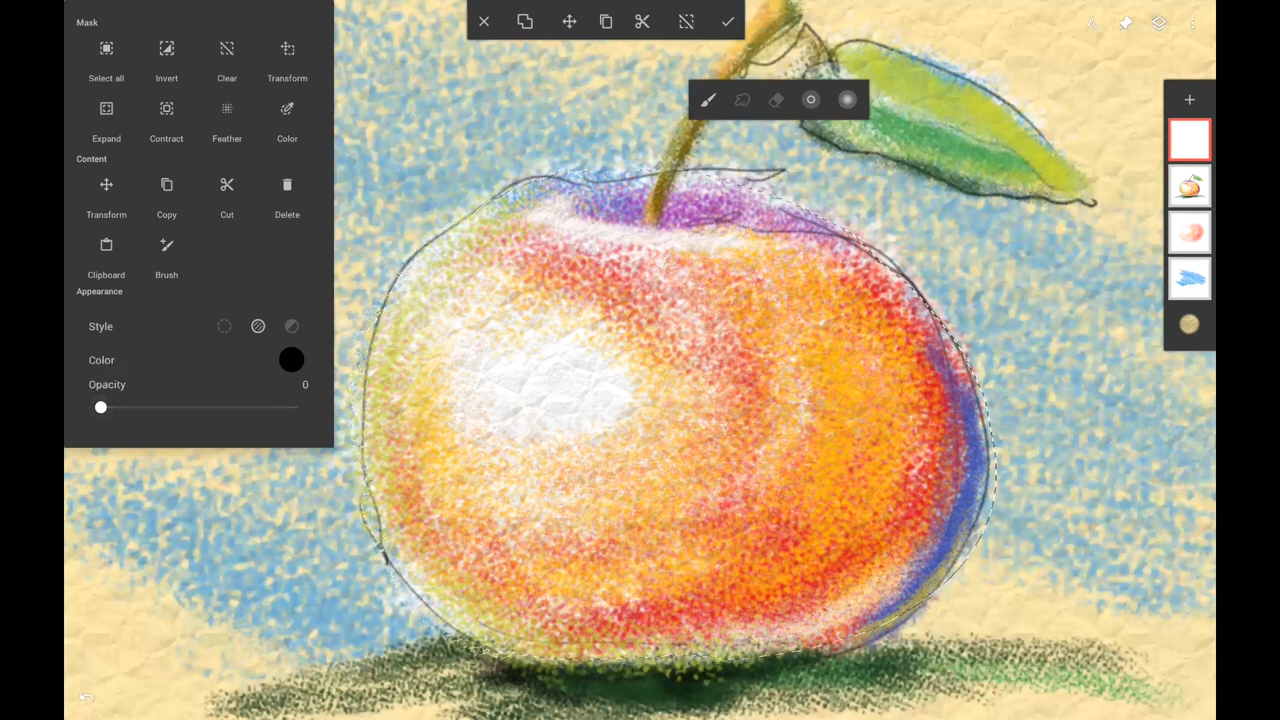 Mask
Select all Invert Clear Transform
Expand Contract Feather Color
Content
Transform Copy Cut Delete
Clipboard Brush
Appearance
Style
Color
Opacity 0